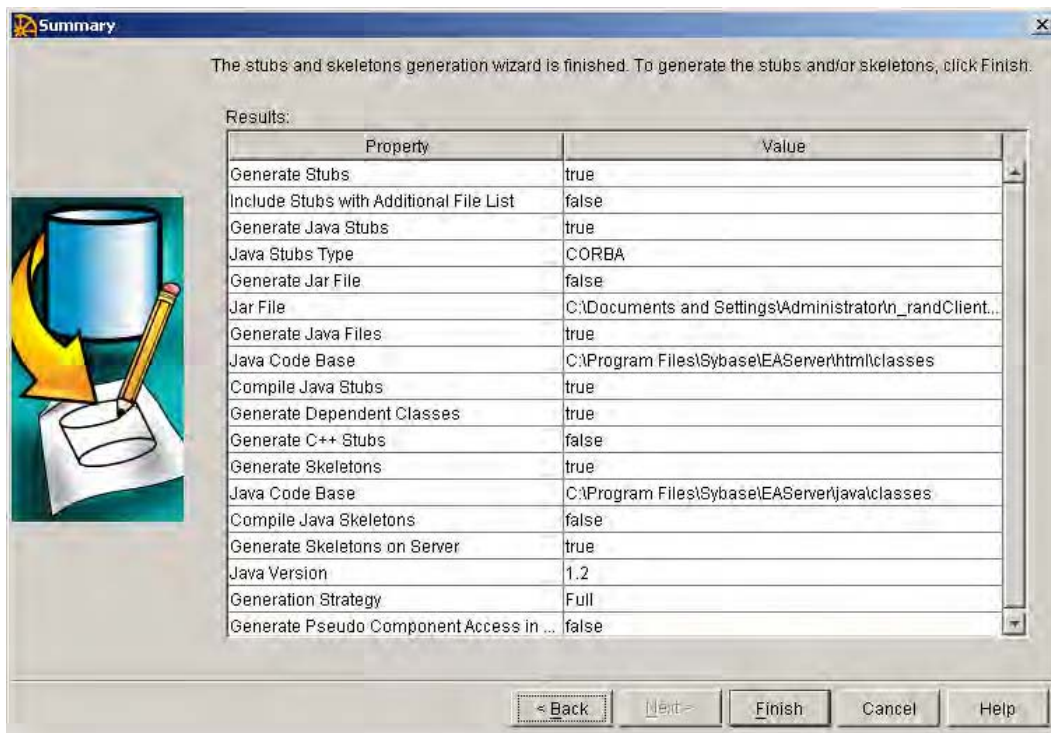 Summary
The stubs and skeletons generation wizard is finished. To generate the stubs and/or skeletons, click Finish.
Results:
Property Value
Generate Stubs true
Include Stubs with Additional File List false
Generate Java Stubs true
Java Stubs Type CORBA
Generate Jar File false
Jar File C:\Documents and Settings\Administrator\n_randClient...
Generate Java Files true
Java Code Base C:\Program Files\Sybase\EAServer\html\classes
Compile Java Stubs true
Generate Dependent Classes true
Generate C++ Stubs false
Generate Skeletons true
Java Code Base C:\Program Files\Sybase\EAServer\java\classes
Compile Java Skeletons false
Generate Skeletons on Server true
Java Version 1.2
Generation Strategy Full
Generate Pseudo Component Access in ... false
< Back Next > Finish Cancel Help